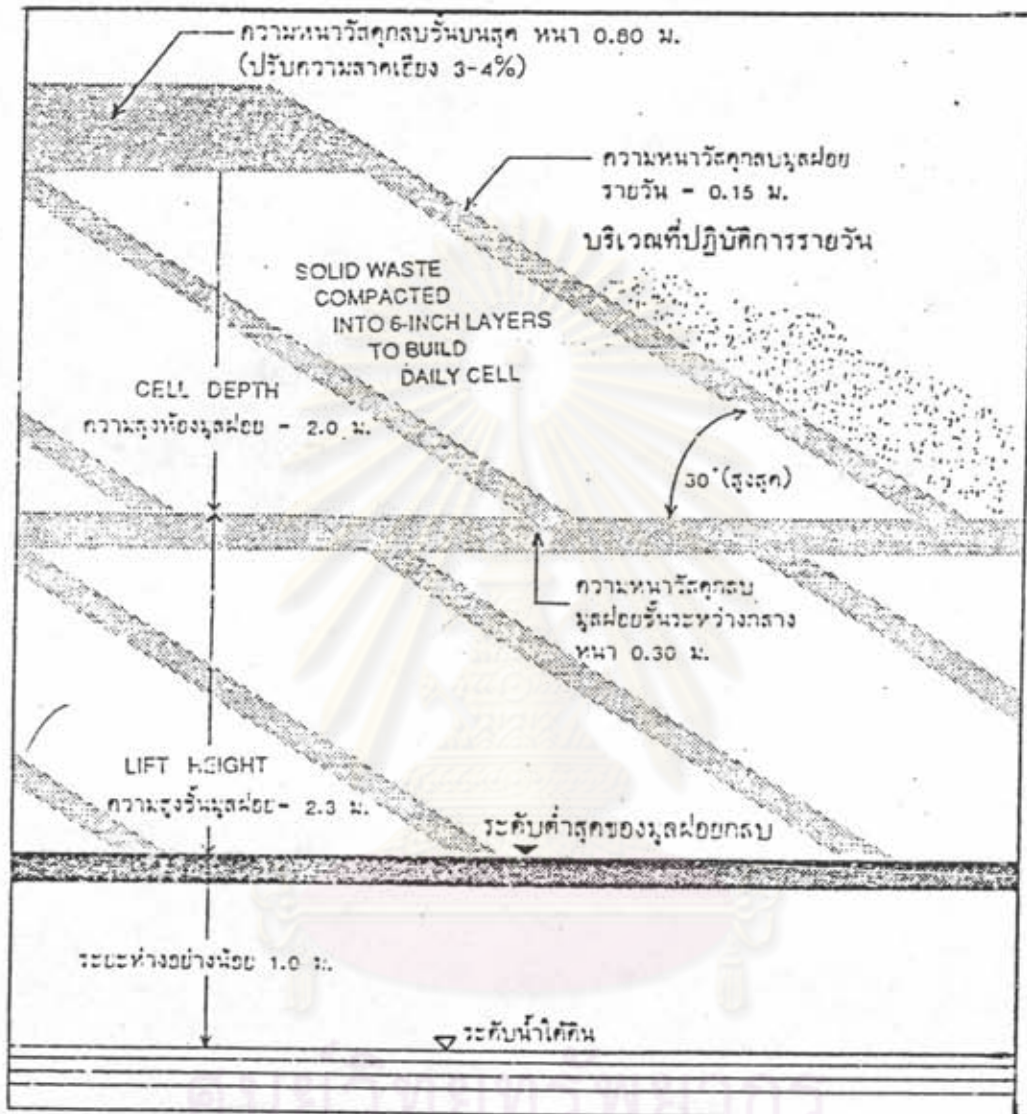 ความหนาวัสดุกลบชั้นบนสุด หนา 0.60 ม.
(ปรับความลาดเอียง 3-4%)
ความหนาวัสดุกลบมูลฝอย
รายวัน - 0.15 ม.
บริเวณที่ปฏิบัติการรายวัน
SOLID WASTE
COMPACTED
INTO 6-INCH LAYERS
TO BUILD
DAILY CELL
CELL DEPTH
ความสูงห้องมูลฝอย - 2.0 ม.
30°(สูงสุด)
ความหนาวัสดุกลบ
มูลฝอยชั้นระหว่างกลาง
หนา 0.30 ม.
LIFT HEIGHT
ความสูงชั้นมูลฝอย- 2.3 ม.
ระดับต่ำสุดของมูลฝอยกลบ
ระยะห่างอย่างน้อย 1.0 ม.
ระดับน้ำใต้ดิน